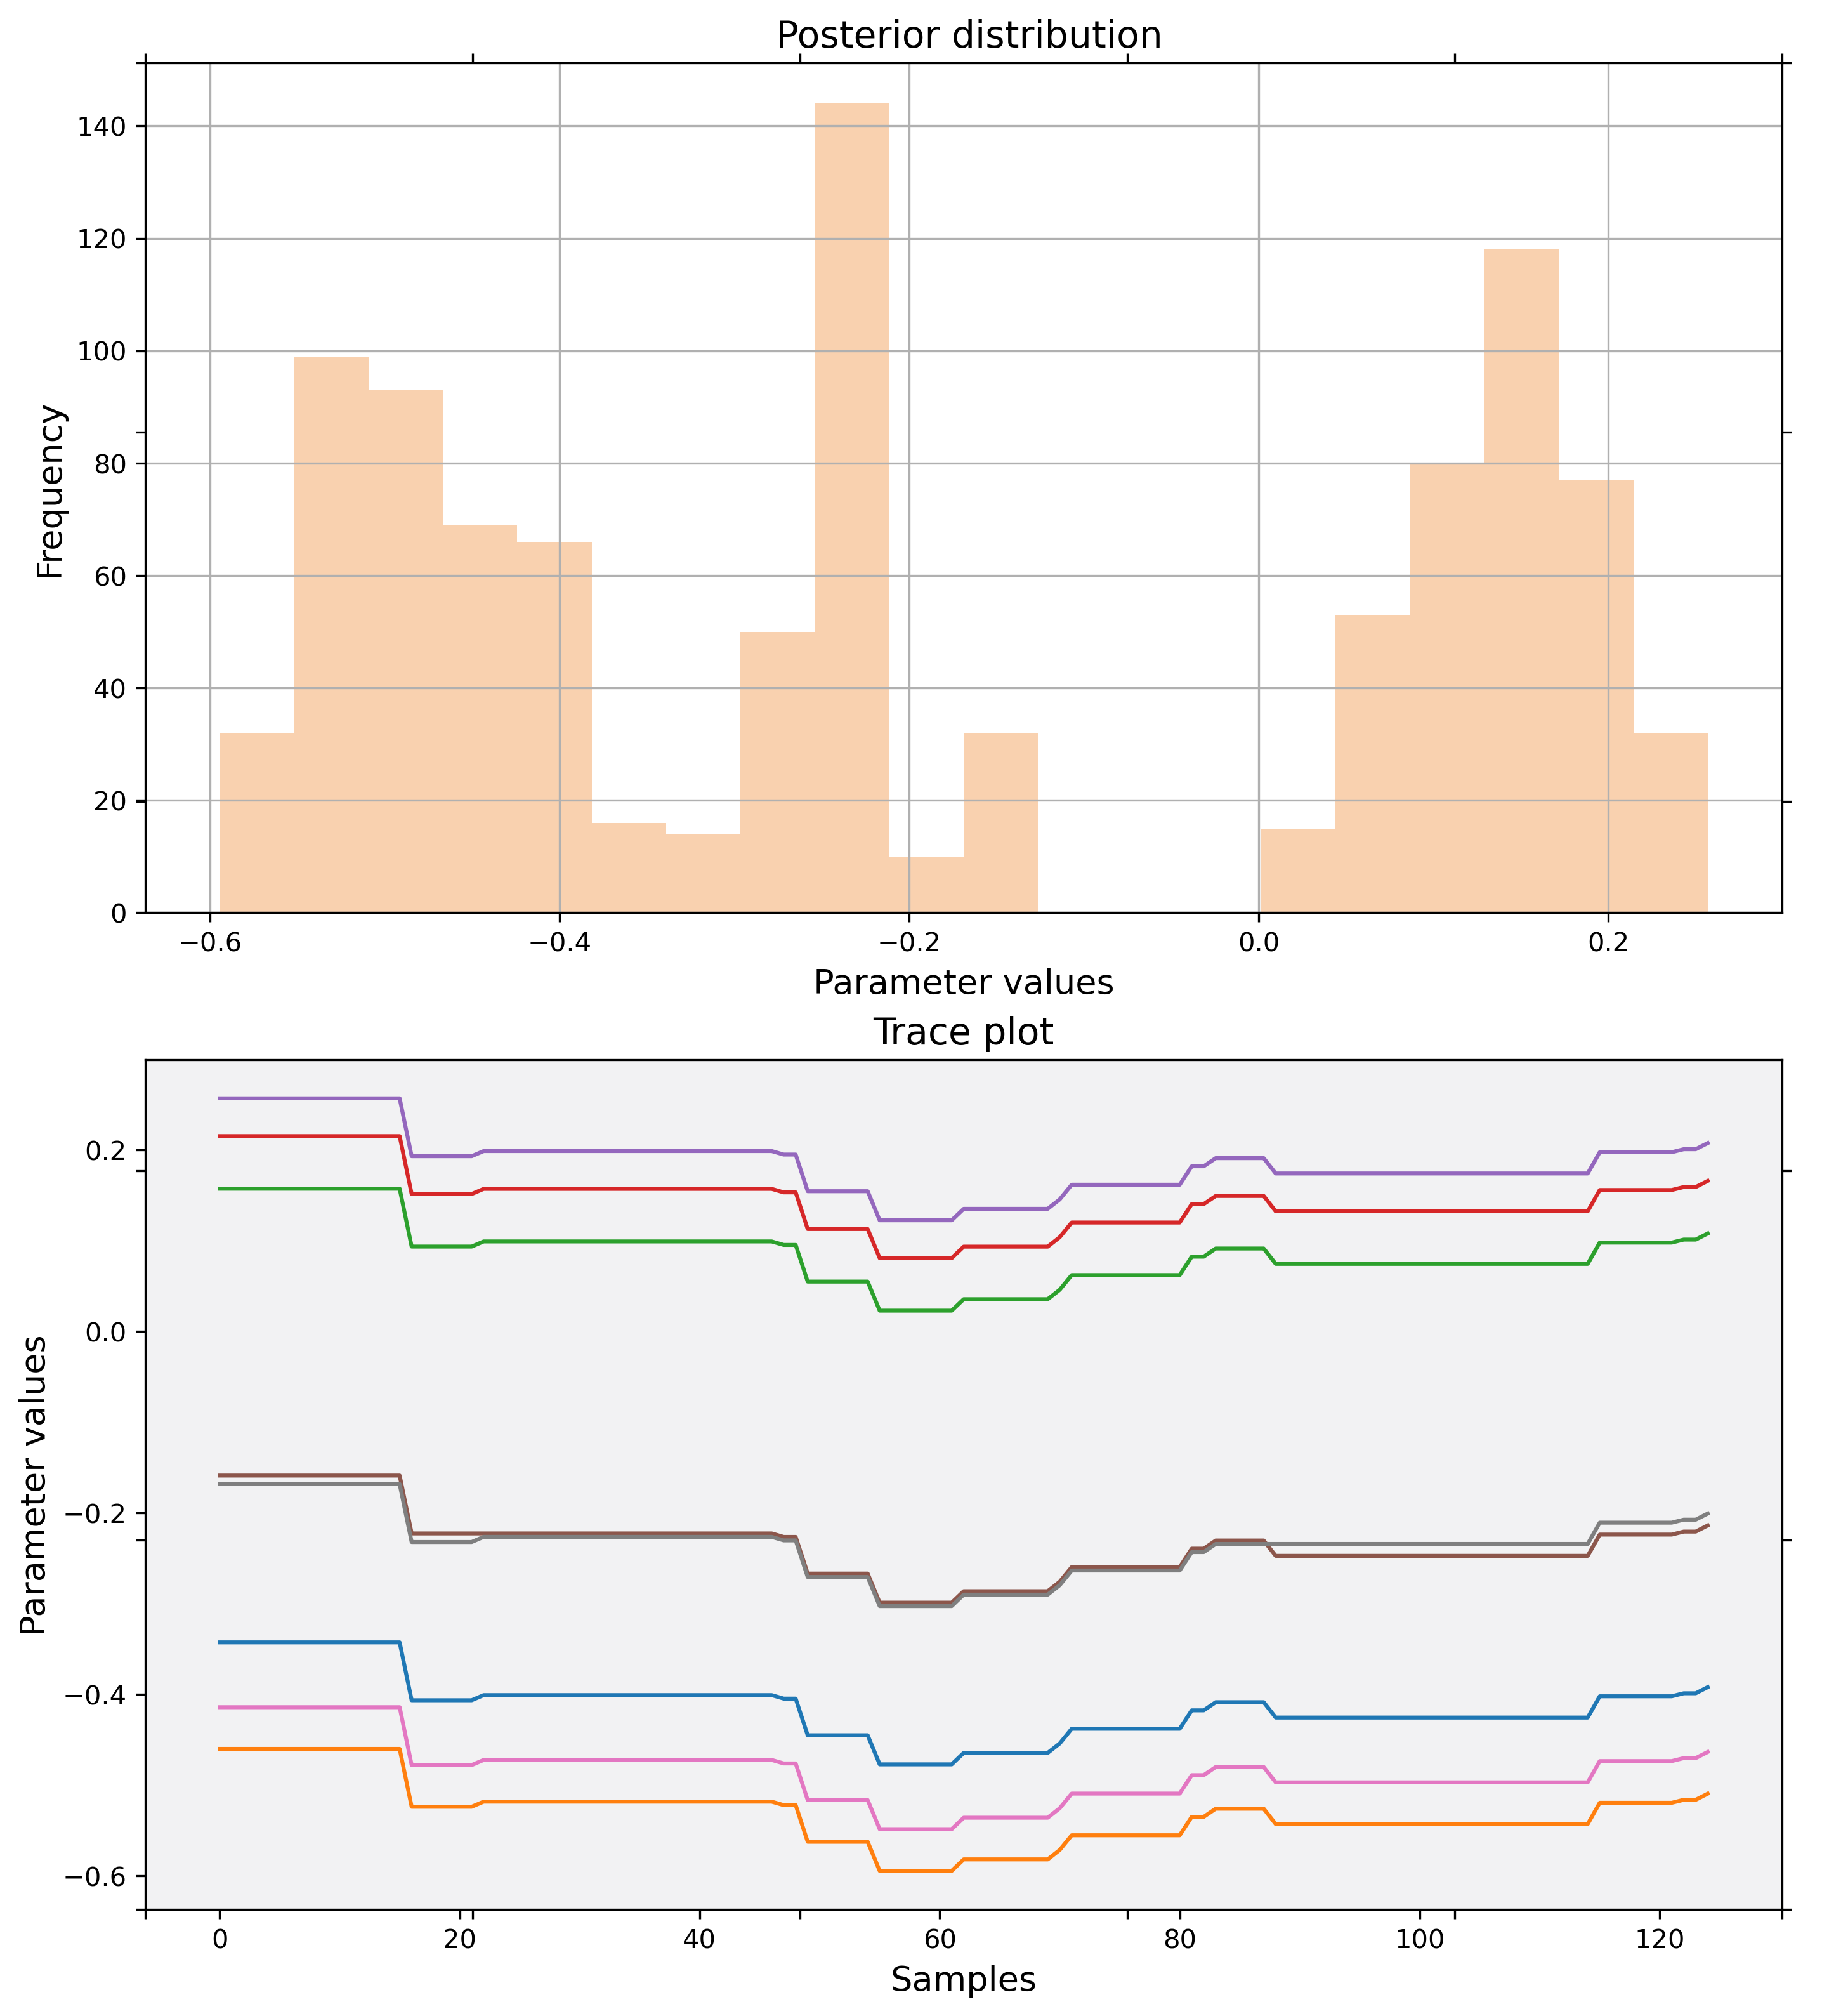 Posterior distribution
140
120
100
80
60
40
20
0
Frequency
−0.6 −0.4 −0.2 0.0 0.2
Parameter values
Trace plot
0.2
0.0
−0.2
−0.4
−0.6
Parameter values
0 20 40 60 80 100 120
Samples